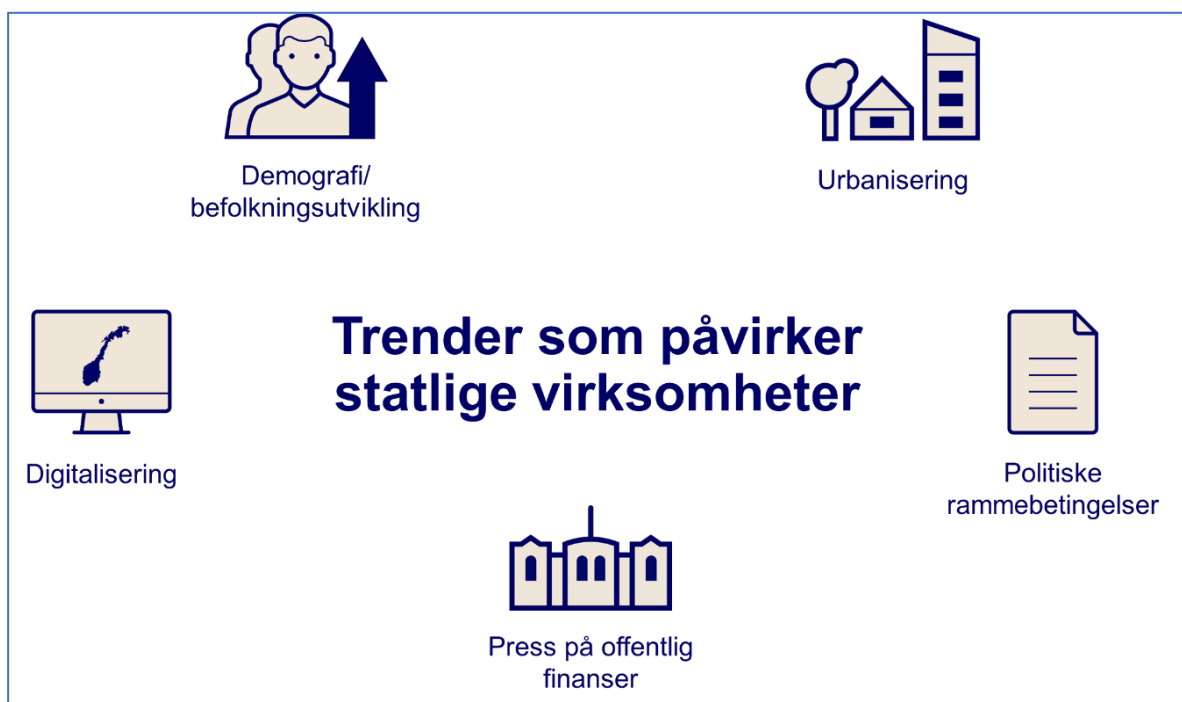 Demografi/
befolkningsutvikling
Urbanisering
Trender som påvirker
statlige virksomheter
Digitalisering
Politiske
rammebetingelser
Press på offentlig
finanser